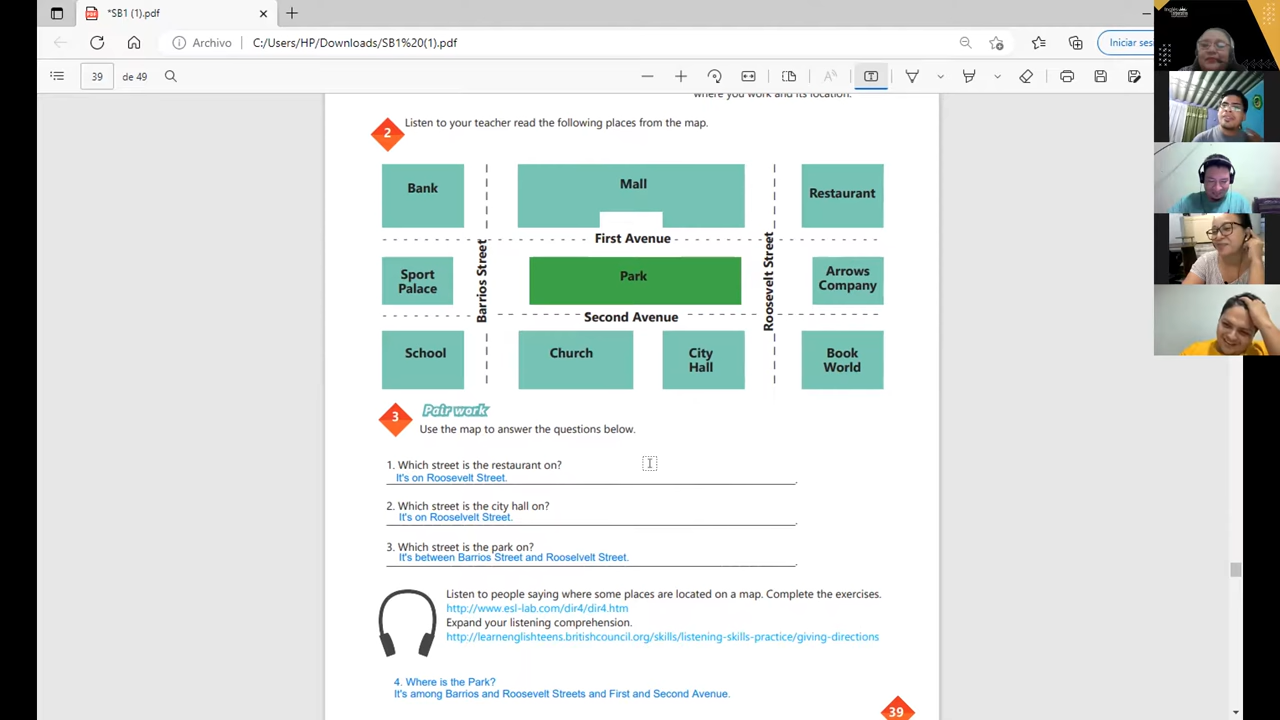 *SB1 (1).pdf
Archivo
C:/Users/HP/Downloads/SB1%20(1).pdf
Iniciar ses
39
de 49
where you work and its location.
2
Listen to your teacher read the following places from the map.
Bank
Mall
Restaurant
First Avenue
Barrios Street
Roosevelt Street
Sport
Palace
Park
Arrows
Company
Second Avenue
School
Church
City
Hall
Book
World
3
Pair work
Use the map to answer the questions below.
1. Which street is the restaurant on?
It's on Roosevelt Street.
2. Which street is the city hall on?
It's on Rooselvelt Street.
3. Which street is the park on?
It's between Barrios Street and Rooselvelt Street.
Listen to people saying where some places are located on a map. Complete the exercises.
http://www.esl-lab.com/dir4/dir4.htm
Expand your listening comprehension.
http://learnenglishteens.britishcouncil.org/skills/listening-skills-practice/giving-directions
4. Where is the Park?
It's among Barrios and Roosevelt Streets and First and Second Avenue.
39